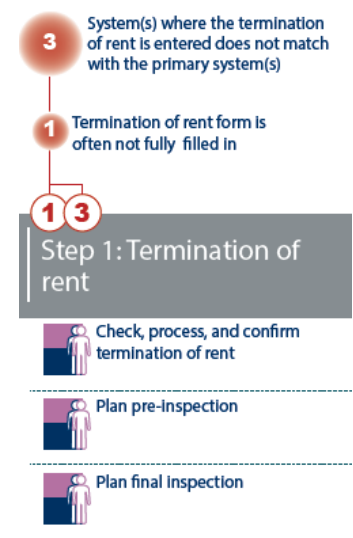 3
System(s) where the termination
of rent is entered does not match
with the primary system(s)
1
Termination of rent form is
often not fully filled in
1 3
Step 1: Termination of
rent
Check, process, and confirm
termination of rent
Plan pre-inspection
Plan final inspection